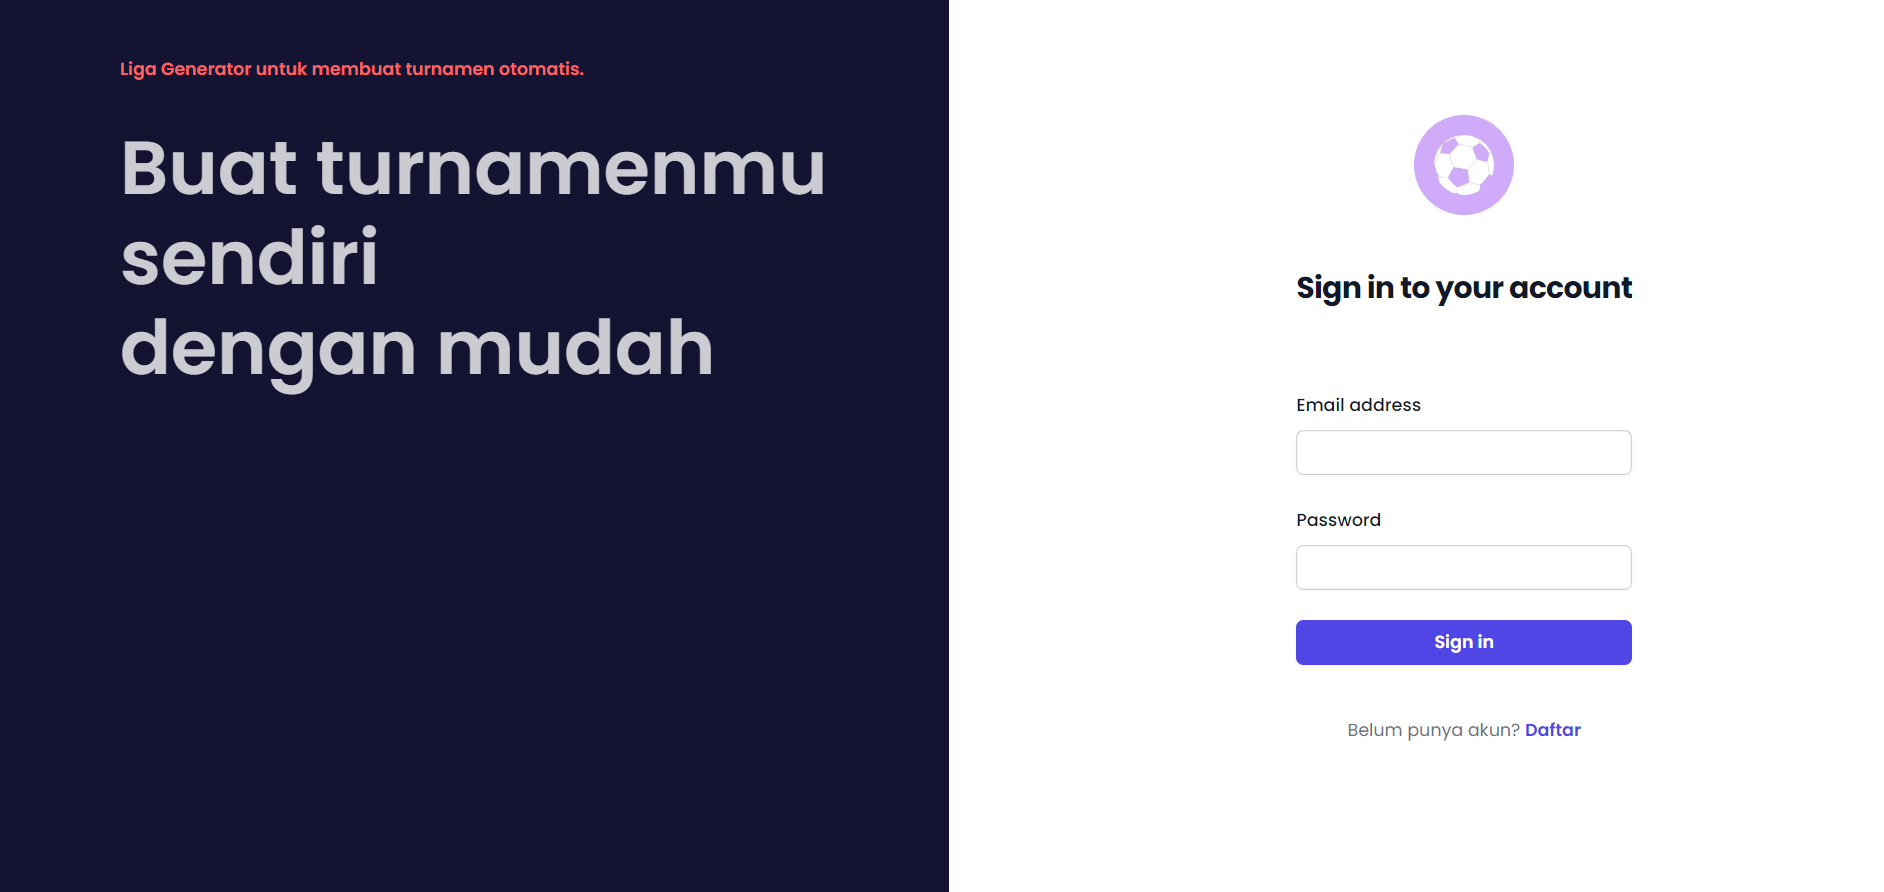 Liga Generator untuk membuat turnamen otomatis.
Buat turnamenmu
sendiri
dengan mudah
Sign in to your account
Email address
Password
Sign in
Belum punya akun? Daftar